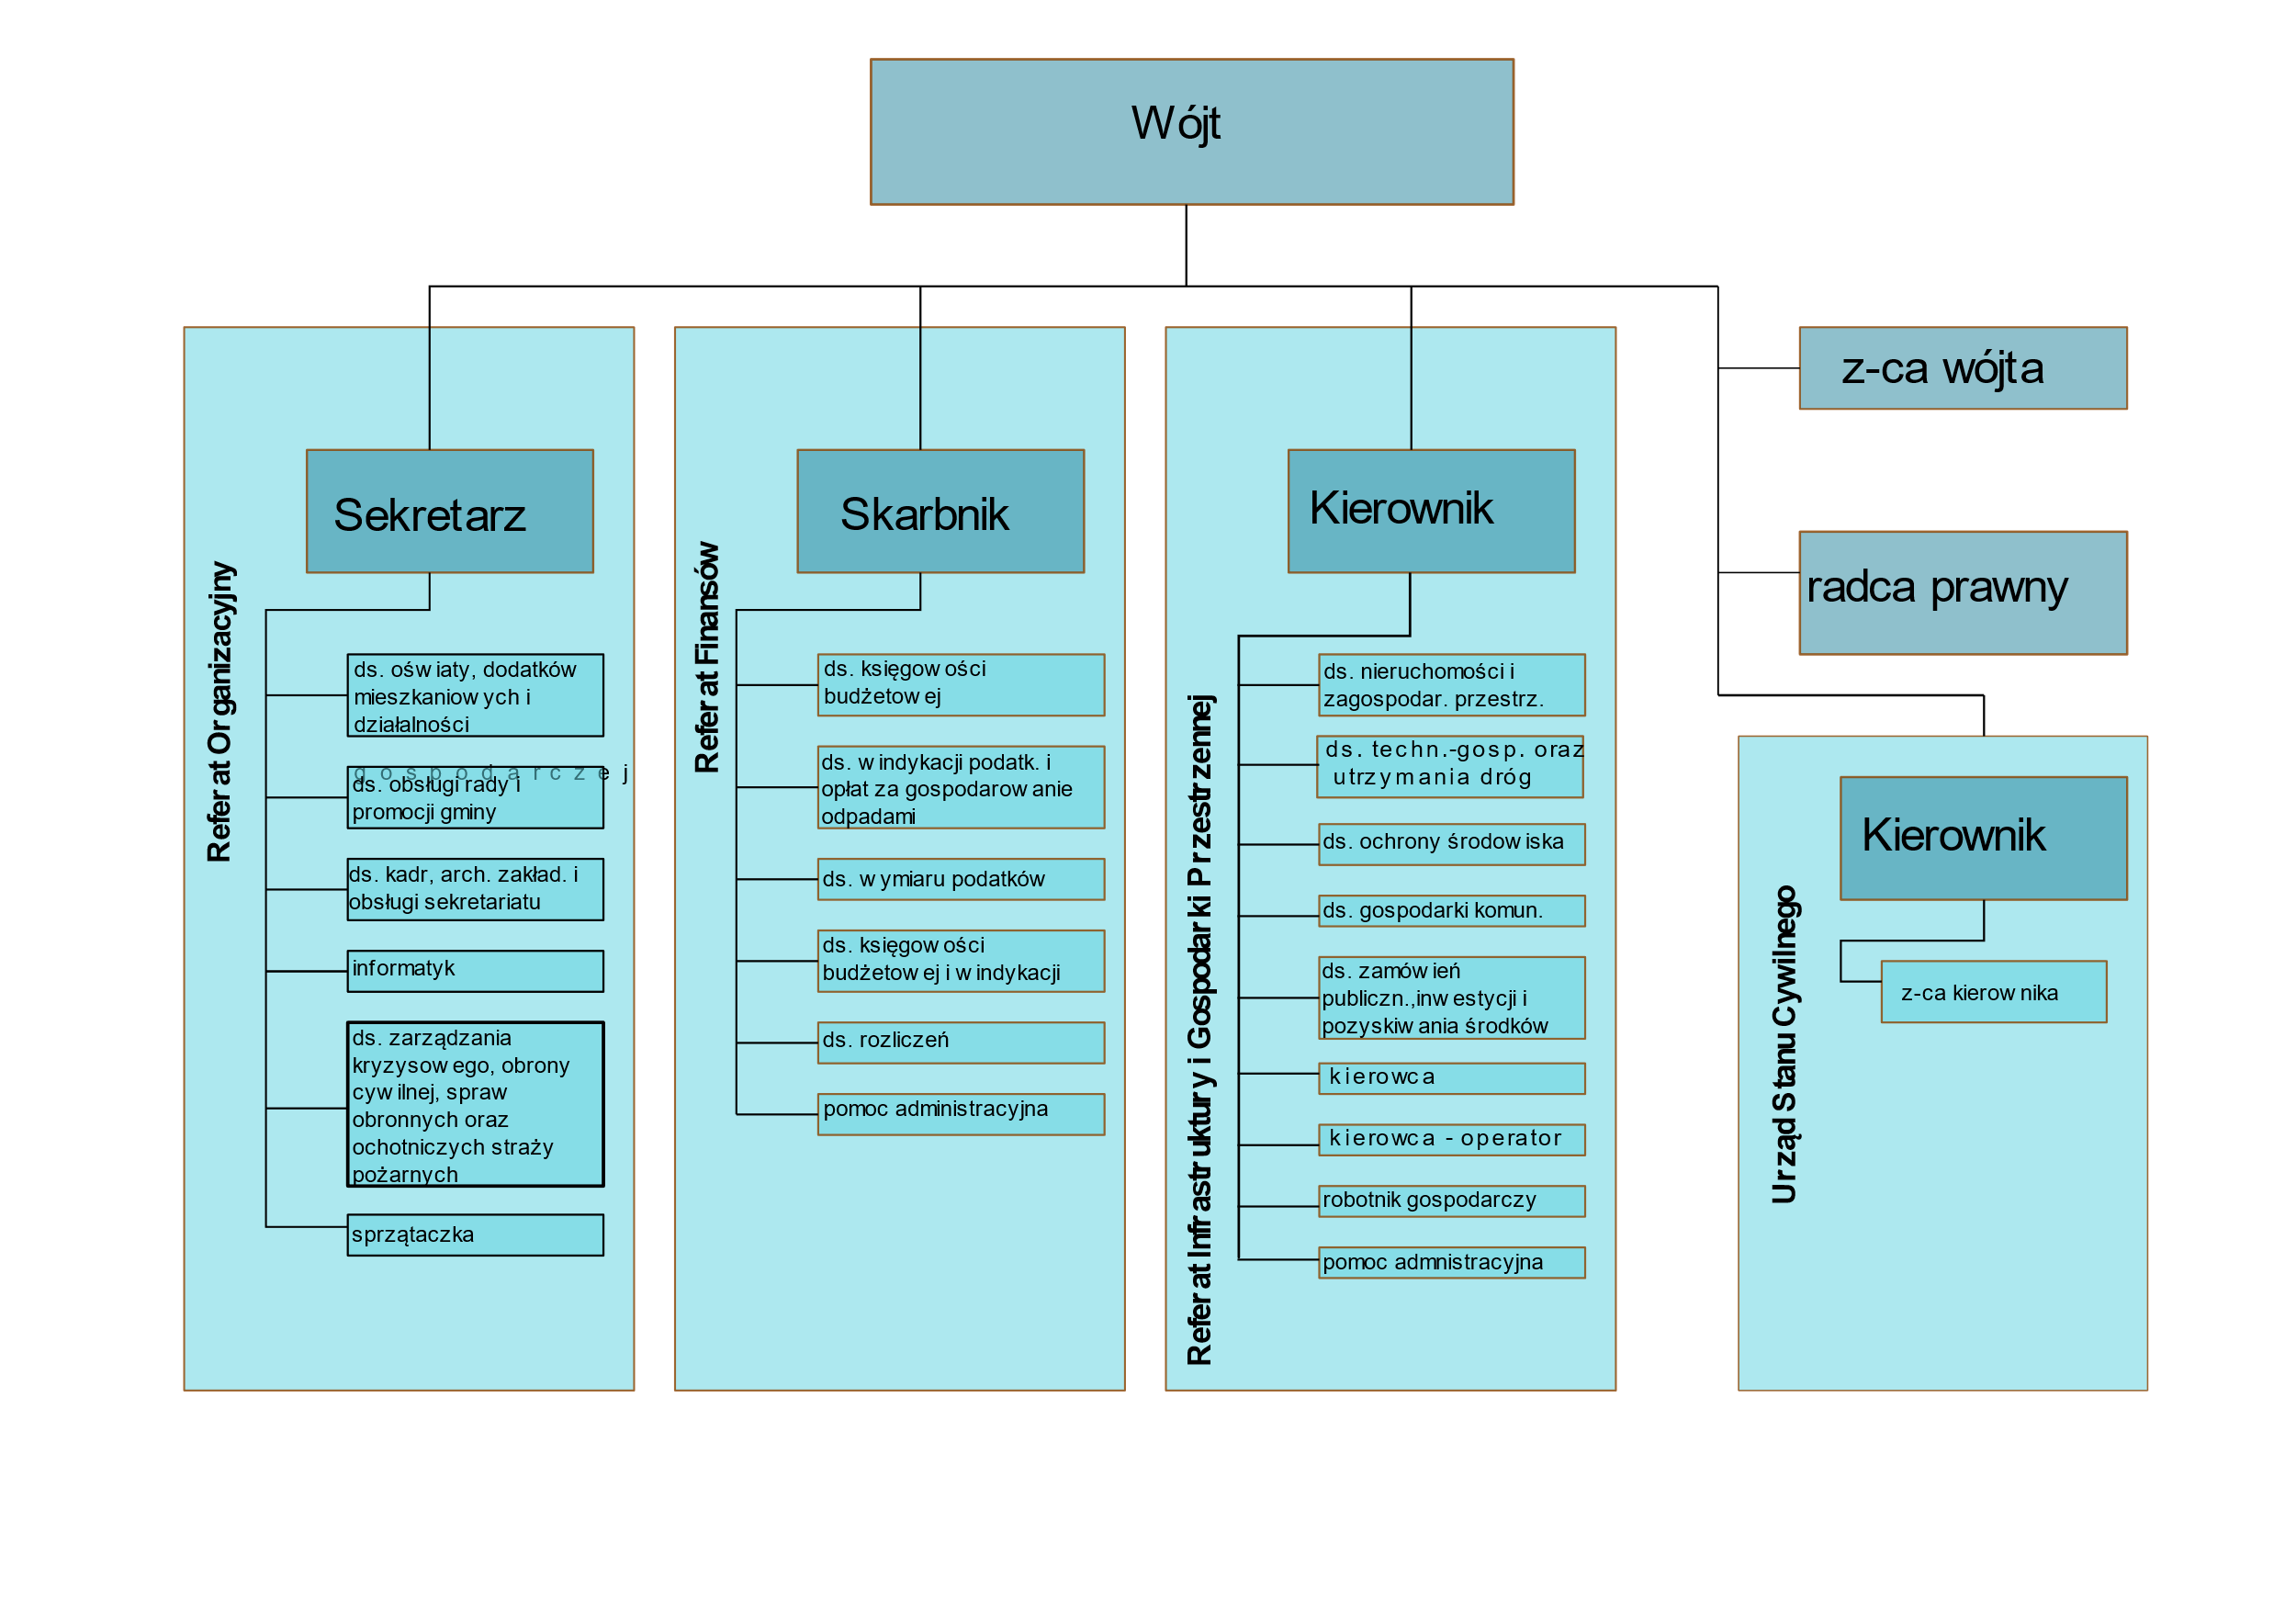 Wójt
z-ca wójta
radca prawny
Referat Organizacyjny
Sekretarz
ds. oświaty, dodatków
mieszkaniowych i
działalności
gospodarczej
ds. obsługi rady i
promocji gminy
ds. kadr, arch. zakład. i
obsługi sekretariatu
informatyk
ds. zarządzania
kryzysowego, obrony
cywilnej, spraw
obronnych oraz
ochotniczych straży
pożarnych
sprzątaczka
Referat Finansów
Skarbnik
ds. księgowości
budżetowej
ds. windykacji podatk. i
opłat za gospodarowanie
odpadami
ds. wymiaru podatków
ds. księgowości
budżetowej i windykacji
ds. rozliczeń
pomoc administracyjna
Referat Infrastruktury i Gospodarki Przestrzennej
Kierownik
ds. nieruchomości i
zagospodar. przestrz.
ds. techn.-gosp. oraz
utrzymania dróg
ds. ochrony środowiska
ds. gospodarki komun.
ds. zamówień
publiczn.,inwestycji i
pozyskiwania środków
kierowca
kierowca - operator
robotnik gospodarczy
pomoc admnistracyjna
Urząd Stanu Cywilnego
Kierownik
z-ca kierownika